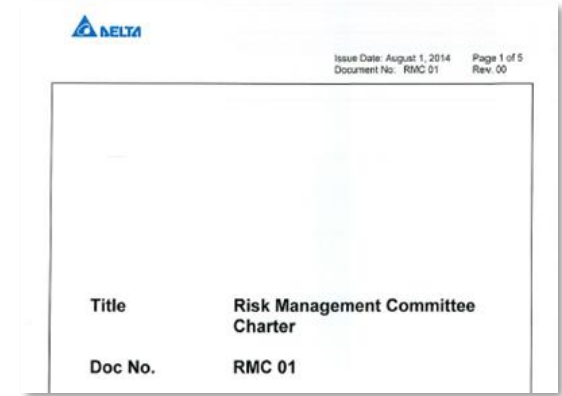 DELTA
Issue Date: August 1, 2014 Page 1 of 5
Document No: RMC 01 Rev. 00
Title Risk Management Committee
Charter
Doc No. RMC 01